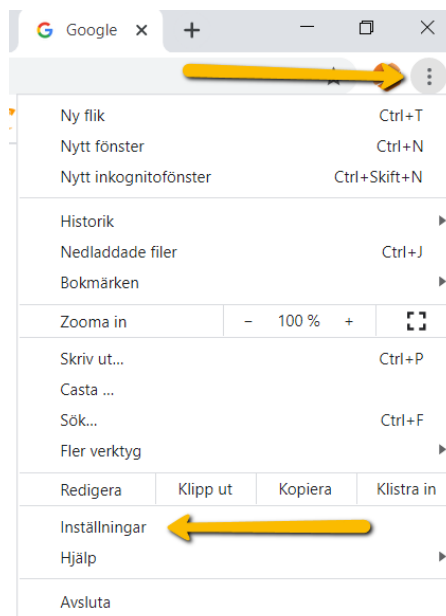 Google
Ny flik Ctrl+T
Nytt fönster Ctrl+N
Nytt inkognitofönster Ctrl+Skift+N
Historik
Nedladdade filer Ctrl+J
Bokmärken
Zooma in - 100 % +
Skriv ut... Ctrl+P
Casta ...
Sök... Ctrl+F
Fler verktyg
Redigera Klipp ut Kopiera Klistra in
Inställningar
Hjälp
Avsluta